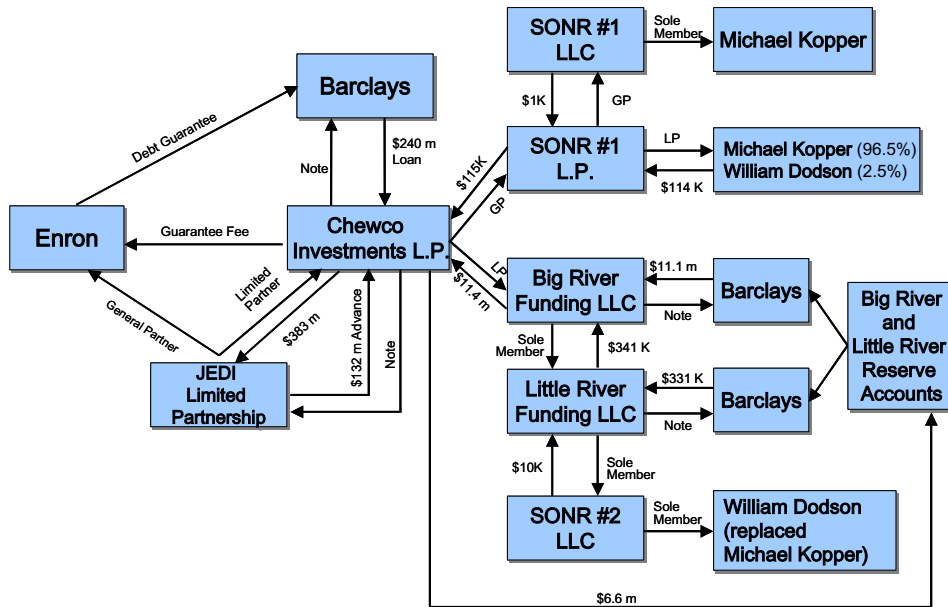 SONR #1
LLC
Sole
Member
Michael Kopper
Barclays
$1K
GP
Debt Guarantee
Note
$240 m
Loan
SONR #1
L.P.
LP
$114 K
Michael Kopper (96.5%)
William Dodson (2.5%)
$115K
GP
Enron
Guarantee Fee
Chewco
Investments L.P.
LP
$11.4 m
Big River
Funding LLC
$11.1 m
Note
Barclays
Big River
and
Little River
Reserve
Accounts
General Partner
Limited
Partner
$383 m
$132 m Advance
Note
Sole
Member
$341 K
JEDI
Limited
Partnership
Little River
Funding LLC
$331 K
Note
Barclays
$10K
Sole
Member
SONR #2
LLC
Sole
Member
William Dodson
(replaced
Michael Kopper)
$6.6 m